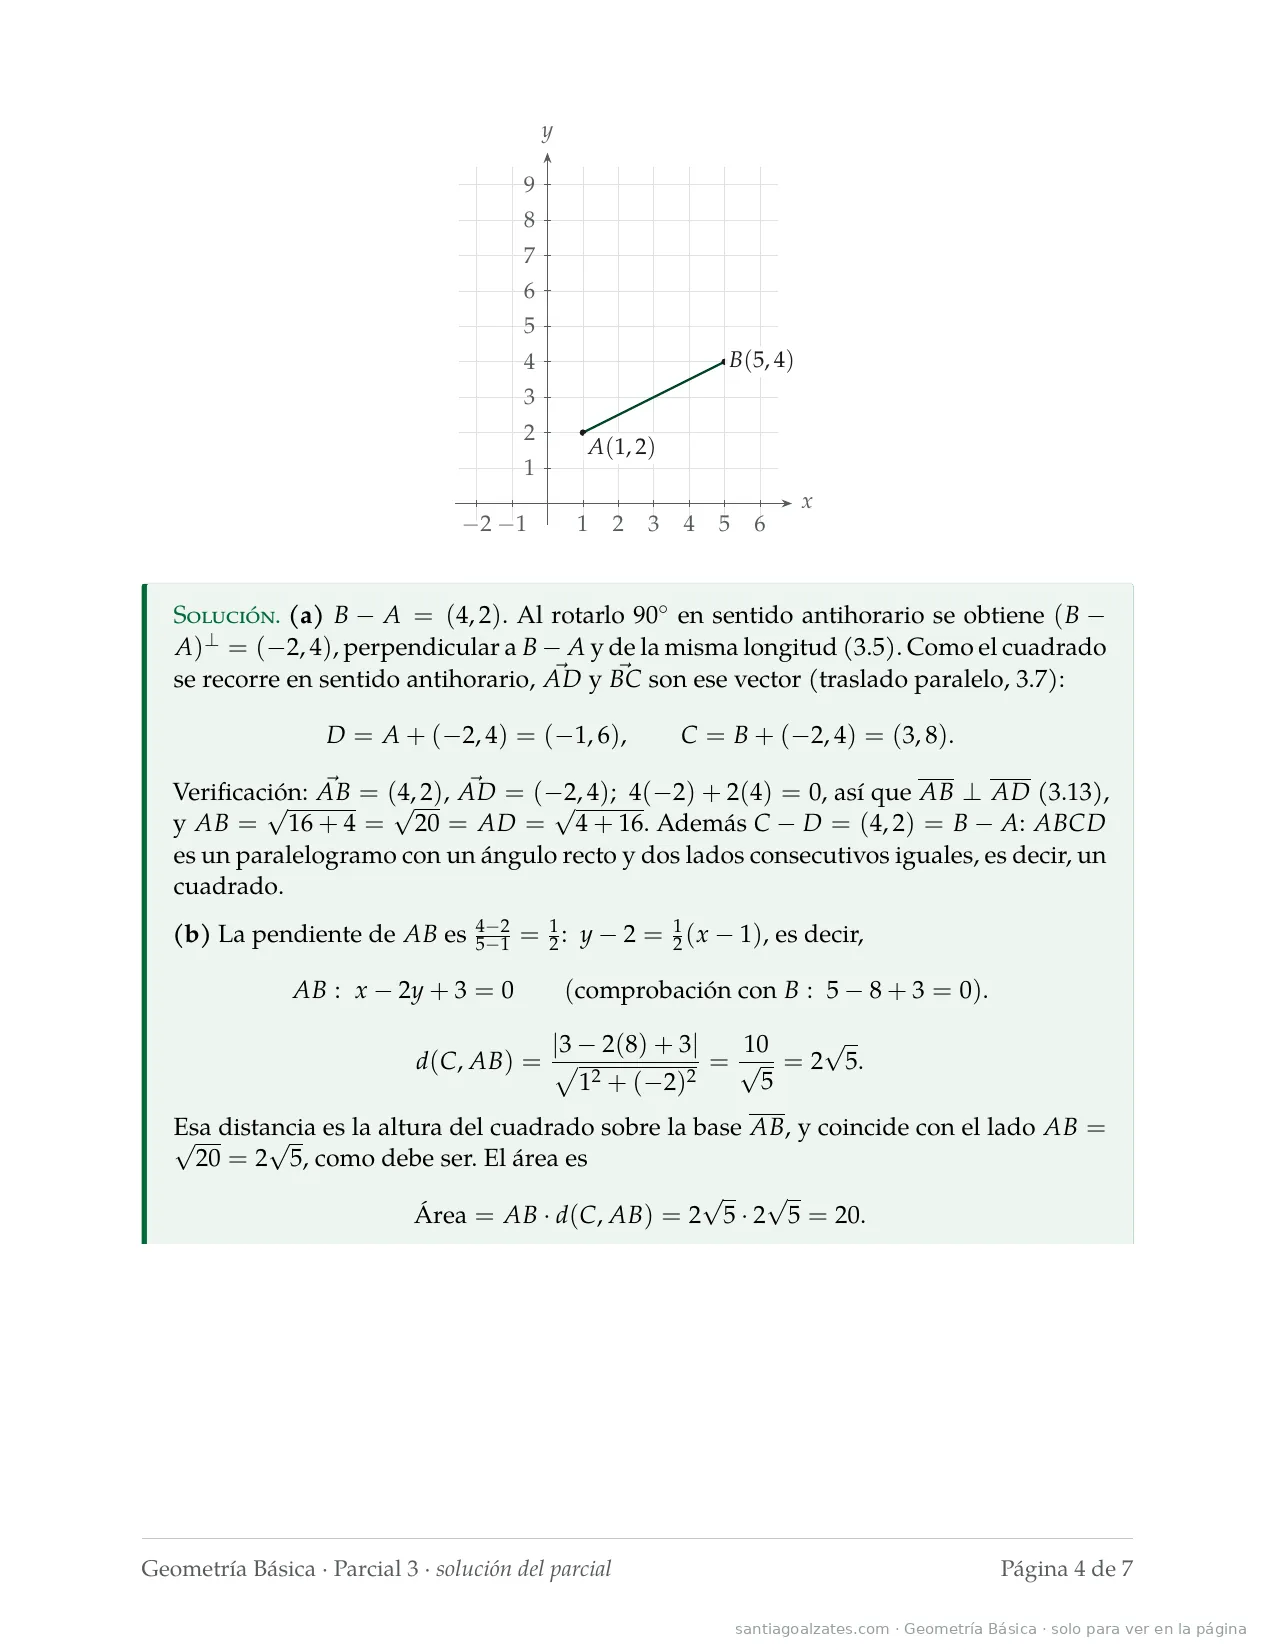 y
9
8
7
6
5
4
3
2
1
B(5, 4)
A(1, 2)
x
−2 −1 1 2 3 4 5 6
SOLUCIÓN. (a) B − A = (4, 2). Al rotarlo 90° en sentido antihorario se obtiene (B −
A)⊥ = (−2, 4), perpendicular a B − A y de la misma longitud (3.5). Como el cuadrado
se recorre en sentido antihorario, A⃗D y B⃗C son ese vector (traslado paralelo, 3.7):
D = A + (−2, 4) = (−1, 6), C = B + (−2, 4) = (3, 8).
Verificación: A⃗B = (4, 2), A⃗D = (−2, 4); 4(−2) + 2(4) = 0, así que A̅B̅ ⊥ A̅D̅ (3.13),
y AB = √(16 + 4) = √20 = AD = √(4 + 16). Además C − D = (4, 2) = B − A: ABCD
es un paralelogramo con un ángulo recto y dos lados consecutivos iguales, es decir, un
cuadrado.
(b) La pendiente de AB es (4−2)/(5−1) = 1/2: y − 2 = 1/2(x − 1), es decir,
AB : x − 2y + 3 = 0 (comprobación con B : 5 − 8 + 3 = 0).
d(C, AB) = |3 − 2(8) + 3| / √(1² + (−2)²) = 10/√5 = 2√5.
Esa distancia es la altura del cuadrado sobre la base A̅B̅, y coincide con el lado AB =
√20 = 2√5, como debe ser. El área es
Área = AB · d(C, AB) = 2√5 · 2√5 = 20.
Geometría Básica · Parcial 3 · solución del parcial Página 4 de 7
santiagoalzates.com · Geometría Básica · solo para ver en la página